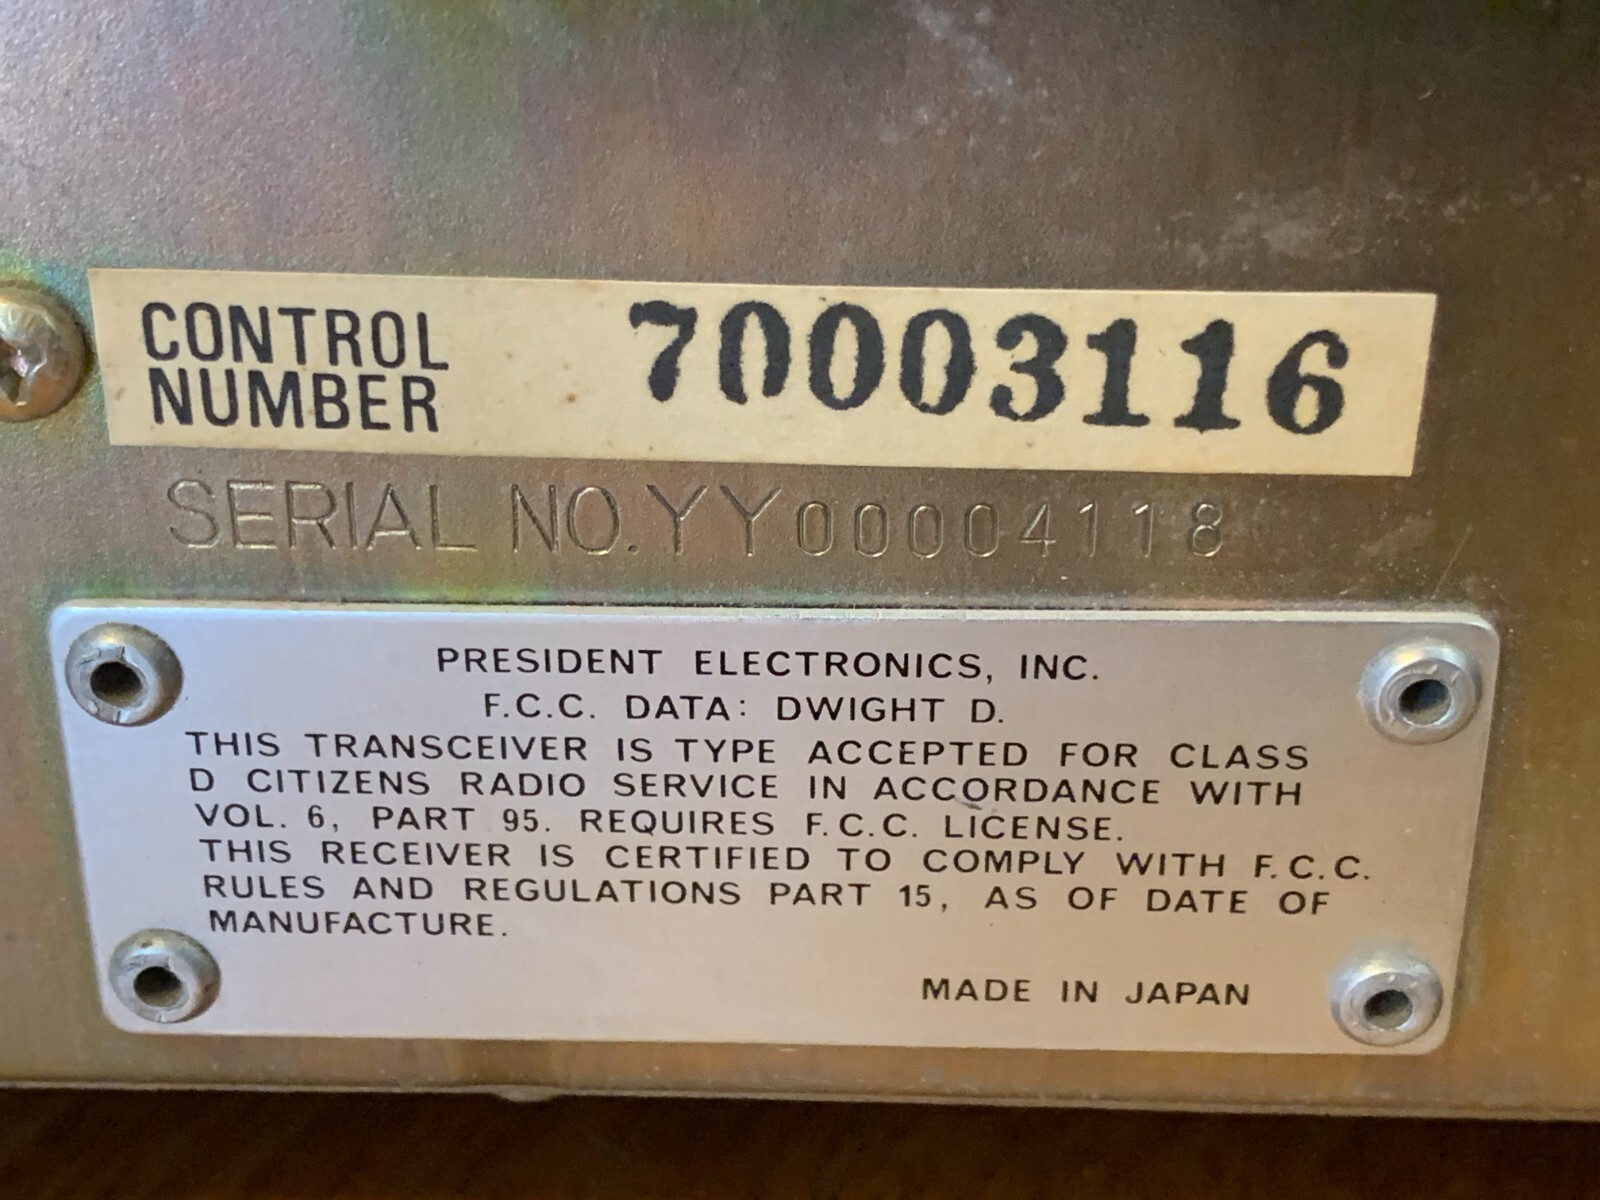 CONTROL
NUMBER
70003116
SERIAL NO.YY00004118
PRESIDENT ELECTRONICS, INC.
F.C.C. DATA: DWIGHT D.
THIS TRANSCEIVER IS TYPE ACCEPTED FOR CLASS
D CITIZENS RADIO SERVICE IN ACCORDANCE WITH
VOL. 6, PART 95. REQUIRES F.C.C. LICENSE.
THIS RECEIVER IS CERTIFIED TO COMPLY WITH F.C.C.
RULES AND REGULATIONS PART 15, AS OF DATE OF
MANUFACTURE.
MADE IN JAPAN